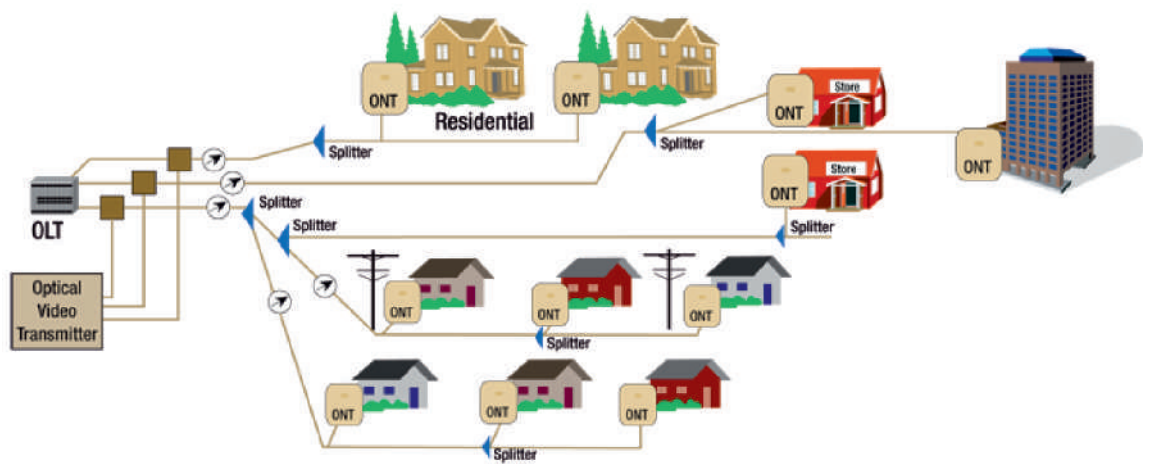 ONT
ONT
Residential
Splitter
ONT
Store
Splitter
ONT
OLT
ONT
Store
Splitter
Splitter
Splitter
Optical
Video
Transmitter
ONT
ONT
ONT
Splitter
ONT
ONT
ONT
Splitter